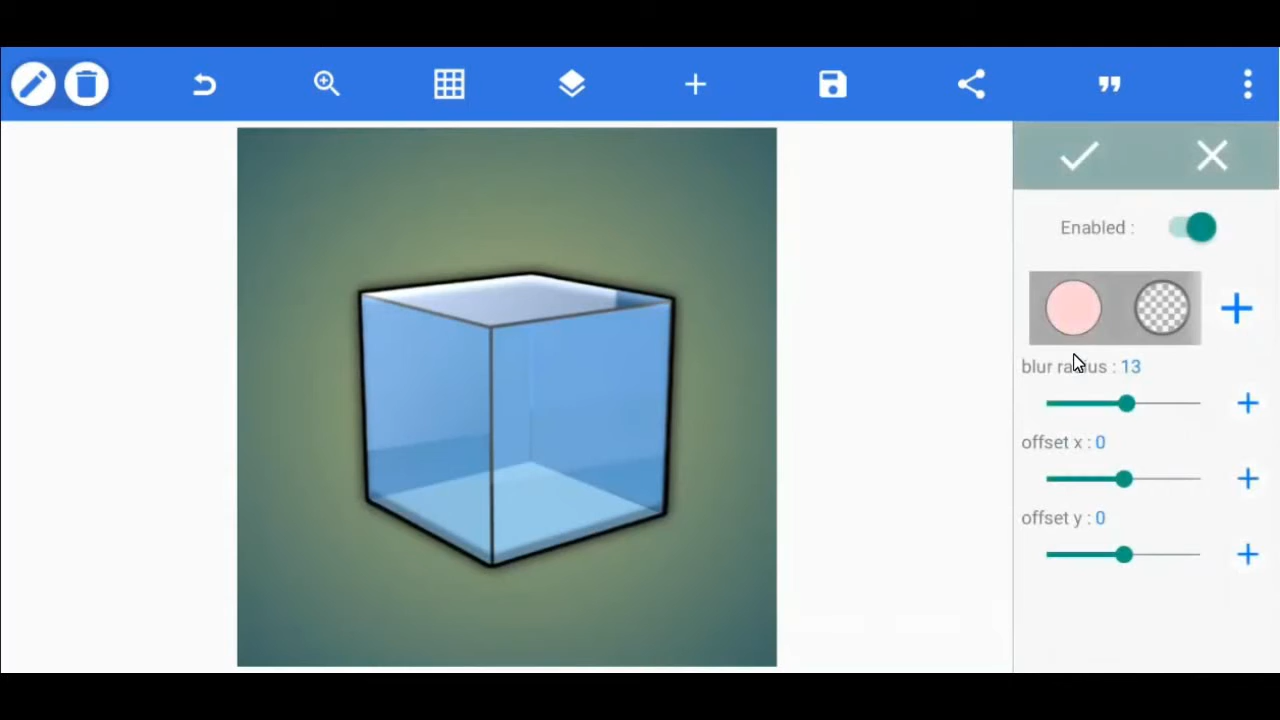 Enabled :
blur radius : 13
offset x : 0
offset y : 0